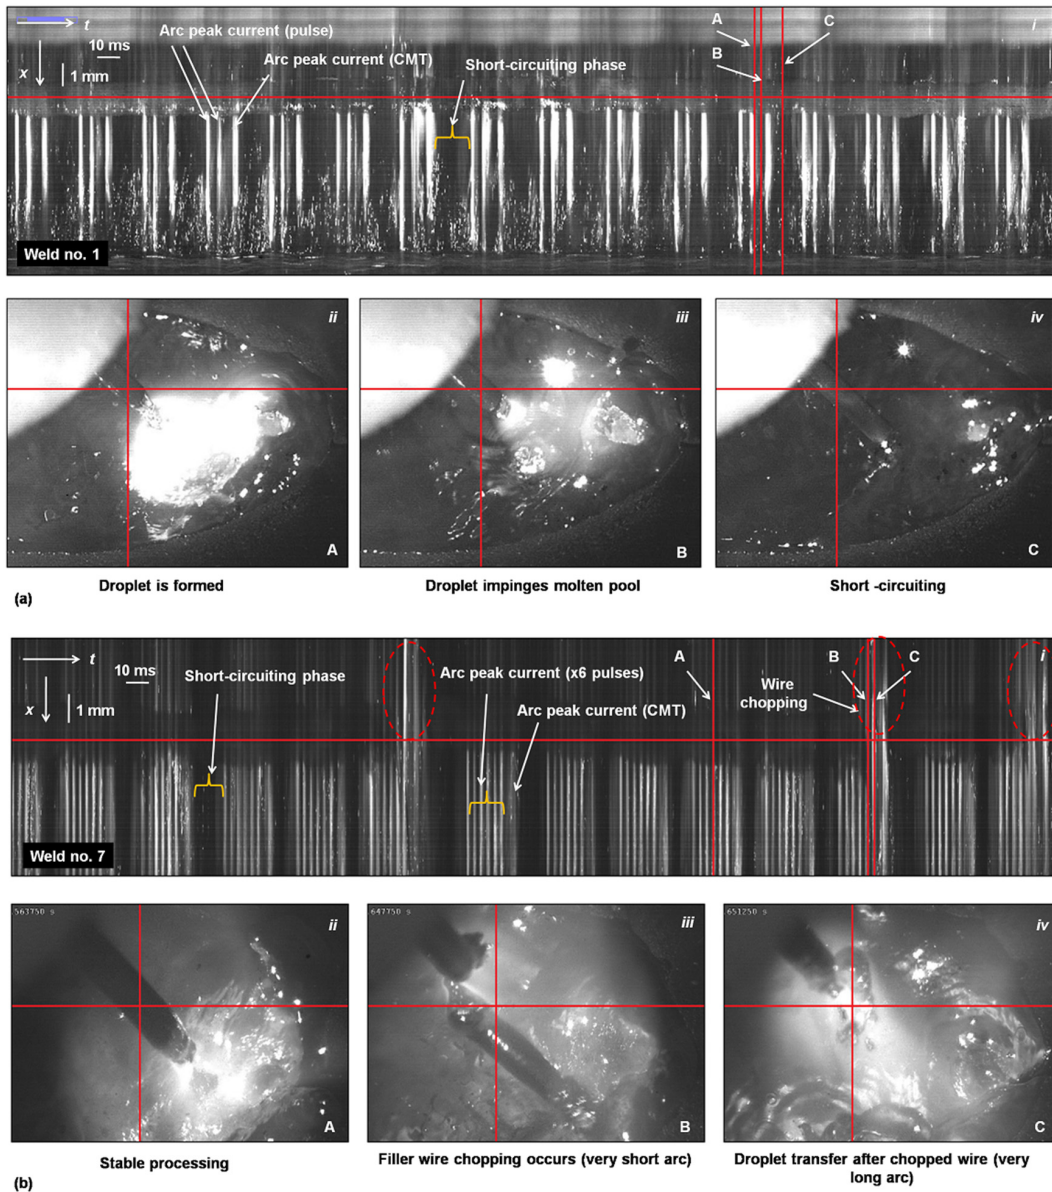 t
Arc peak current (pulse)
A
C
i
10 ms
Arc peak current (CMT)
B
x
1 mm
Short-circuiting phase
Weld no. 1
ii
iii
iv
A
B
C
Droplet is formed
Droplet impinges molten pool
Short -circuiting
(a)
t
10 ms
Short-circuiting phase
Arc peak current (x6 pulses)
A
B
C
i
x
1 mm
Wire
chopping
Arc peak current (CMT)
Weld no. 7
563750 s
ii
647750 s
iii
651250 s
iv
A
B
C
Stable processing
Filler wire chopping occurs (very short arc)
Droplet transfer after chopped wire (very
long arc)
(b)